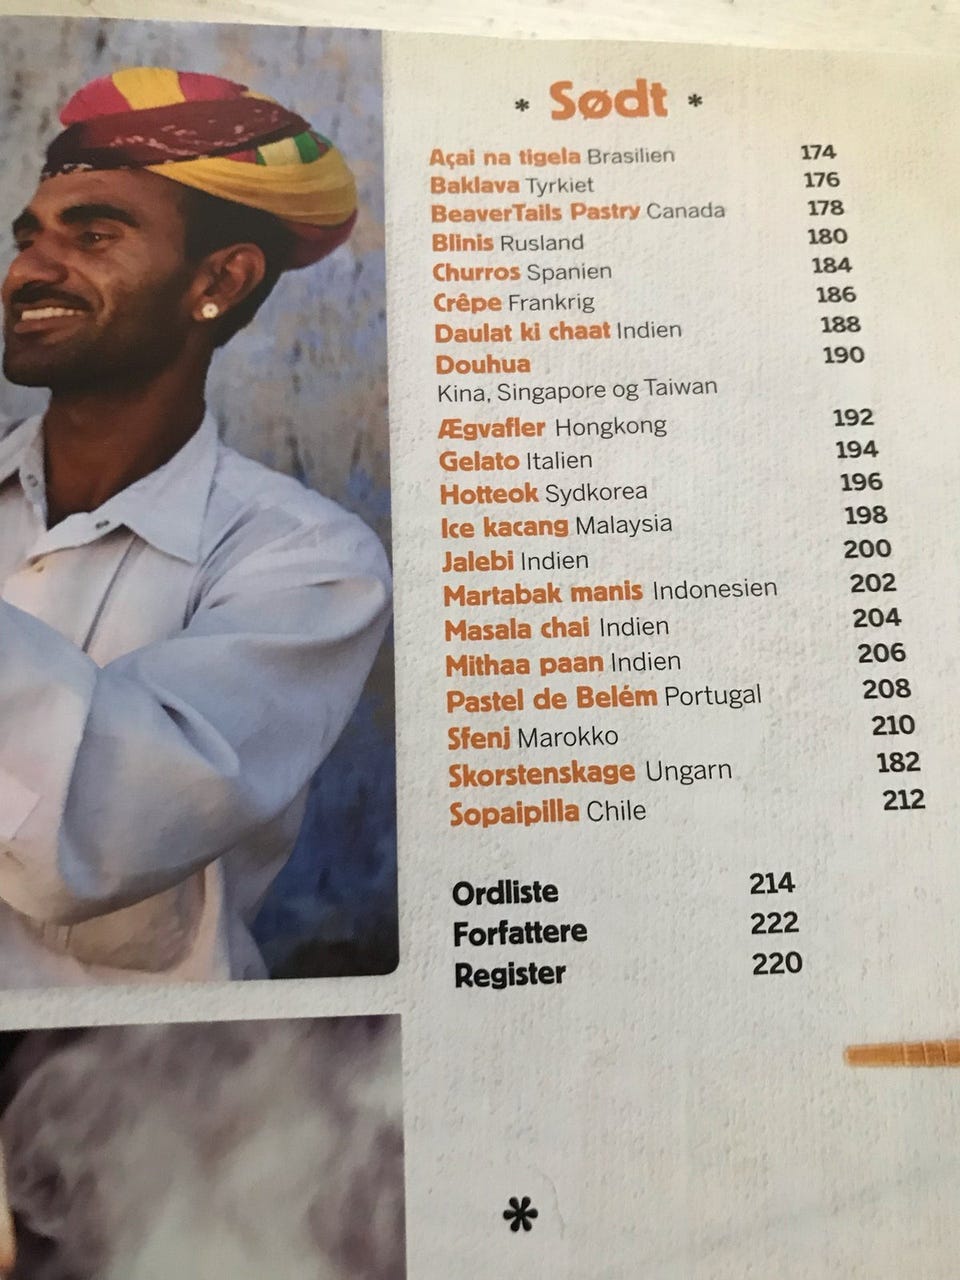 * Sødt *
Açai na tigela Brasilien 174
Baklava Tyrkiet 176
BeaverTails Pastry Canada 178
Blinis Rusland 180
Churros Spanien 184
Crêpe Frankrig 186
Daulat ki chaat Indien 188
Douhua 190
Kina, Singapore og Taiwan
Ægvafler Hongkong 192
Gelato Italien 194
Hotteok Sydkorea 196
Ice kacang Malaysia 198
Jalebi Indien 200
Martabak manis Indonesien 202
Masala chai Indien 204
Mithaa paan Indien 206
Pastel de Belém Portugal 208
Sfenj Marokko 210
Skorstenskage Ungarn 182
Sopaipilla Chile 212
Ordliste 214
Forfattere 222
Register 220
*